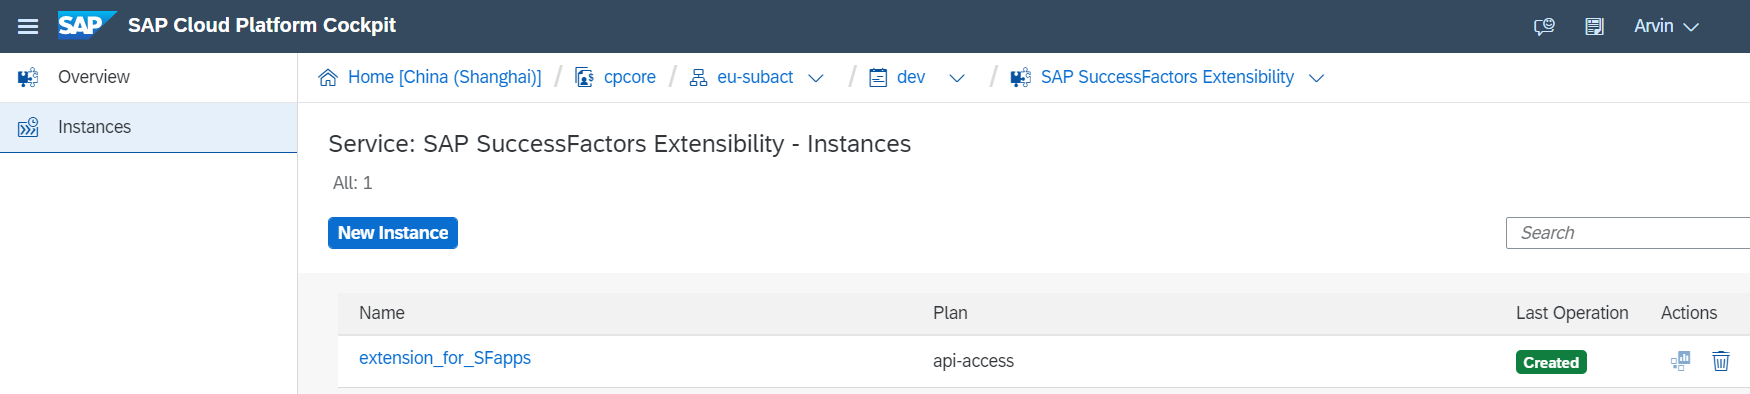 SAP SAP Cloud Platform Cockpit Arvin
Overview
Instances
Home [China (Shanghai)] / cpcore / eu-subact / dev / SAP SuccessFactors Extensibility
Service: SAP SuccessFactors Extensibility - Instances
All: 1
New Instance Search
Name Plan Last Operation Actions
extension_for_SFapps api-access Created